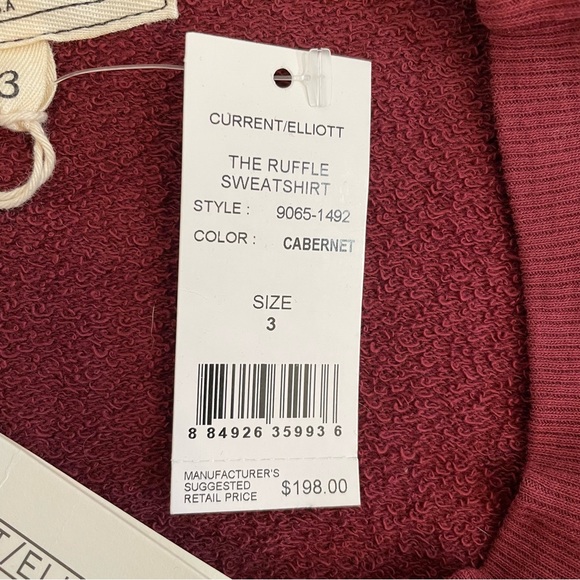 .A
3
CURRENT/ELLIOTT
THE RUFFLE
SWEATSHIRT
STYLE : 9065-1492
COLOR : CABERNET
SIZE
3
8 84926 35993 6
MANUFACTURER'S
SUGGESTED
RETAIL PRICE $198.00